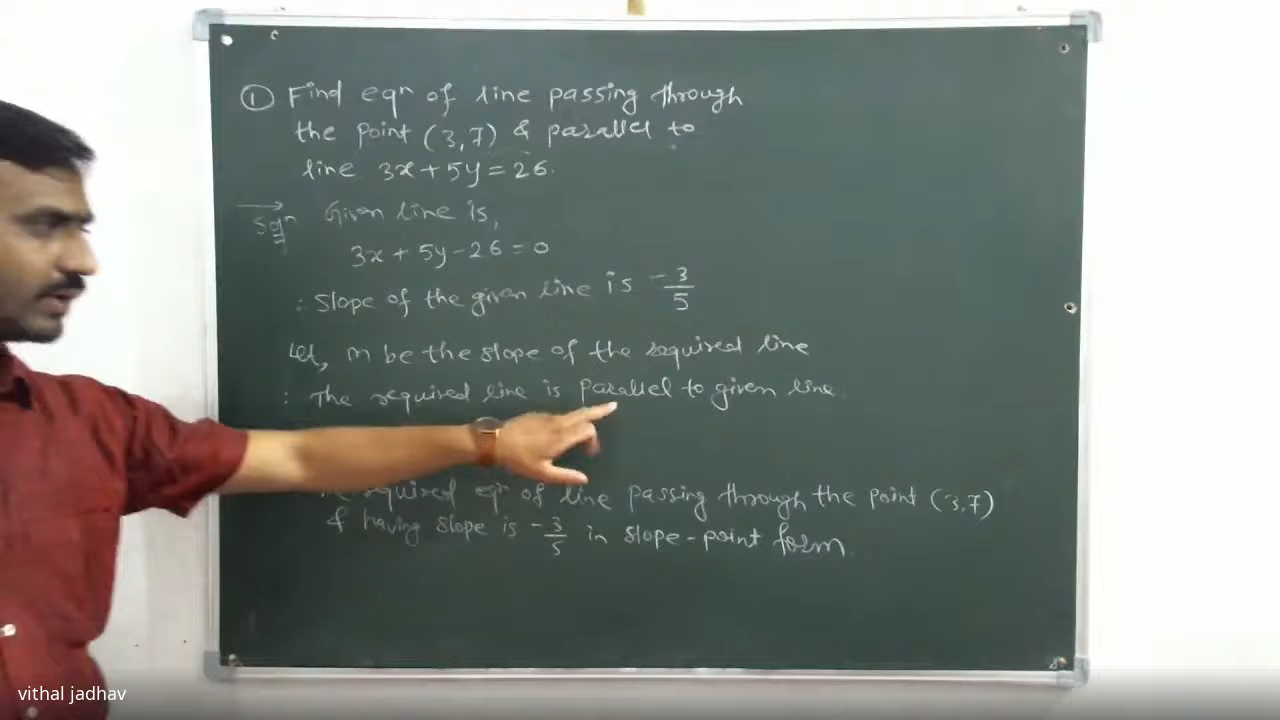 ① Find eqⁿ of line passing through
the point (3,7) & parallel to
line 3x+5y=26.
Solⁿ Given line is,
3x+5y-26=0
∴ Slope of the given line is -3/5
Let, m be the slope of the required line
∵ The required line is parallel to given line.
required eqⁿ of line passing through the point (3,7)
& having slope is -3/5 in slope-point form
vithal jadhav